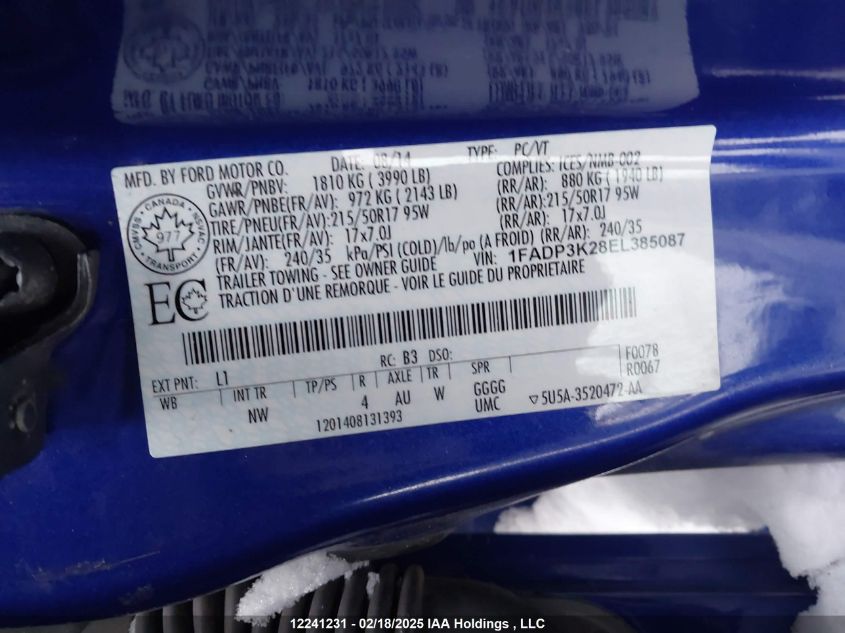 MFD. BY FORD MOTOR CO. DATE: 08/14 TYPE: PC/VT
GVWR/PNBV: 1810 KG ( 3990 LB) COMPLIES: ICES/NMB-002
GAWR/PNBE(FR/AV): 972 KG ( 2143 LB) (RR/AR): 880 KG ( 1940 LB)
TIRE/PNEU(FR/AV): 215/50R17 95W (RR/AR): 215/50R17 95W
RIM/JANTE(FR/AV): 17x7.0J (RR/AR): 17x7.0J
(FR/AV): 240/35 kPa/PSI (COLD)/lb/po (A FROID) (RR/AR): 240/35
TRAILER TOWING - SEE OWNER GUIDE VIN: 1FADP3K28EL385087
TRACTION D' UNE REMORQUE - VOIR LE GUIDE DU PROPRIETAIRE
CANADA
CMVSS NSVAC
977
TRANSPORT
EC
EXT PNT: L1 RC: B3 DSO: F0078
WB INT TR TP/PS R AXLE TR SPR R0067
NW 4 AU W GGGG
UMC
▽5U5A-3520472-AA
1201408131393
12241231 - 02/18/2025 IAA Holdings , LLC